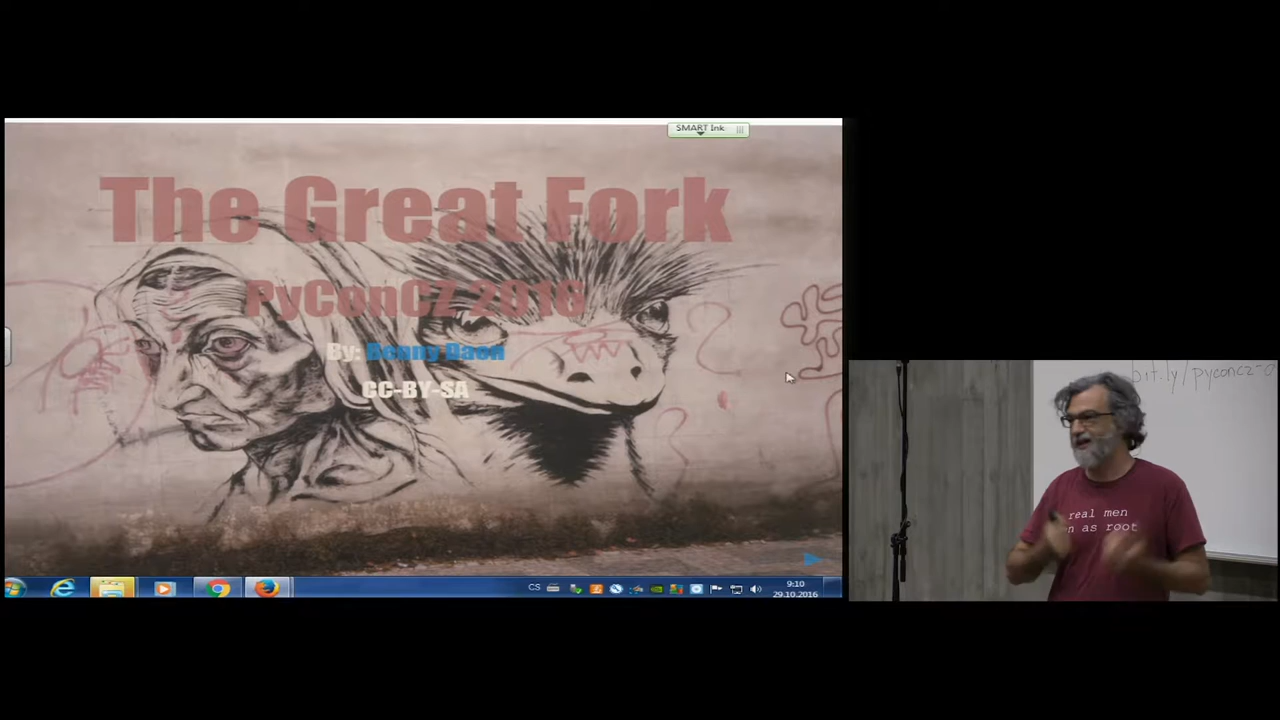 SMART Ink
The Great Fork
PyConCZ 2016
By: Benny Daon
CC-BY-SA
CS
9:10
29.10.2016
bit.ly/pyconcz-
real men
as root